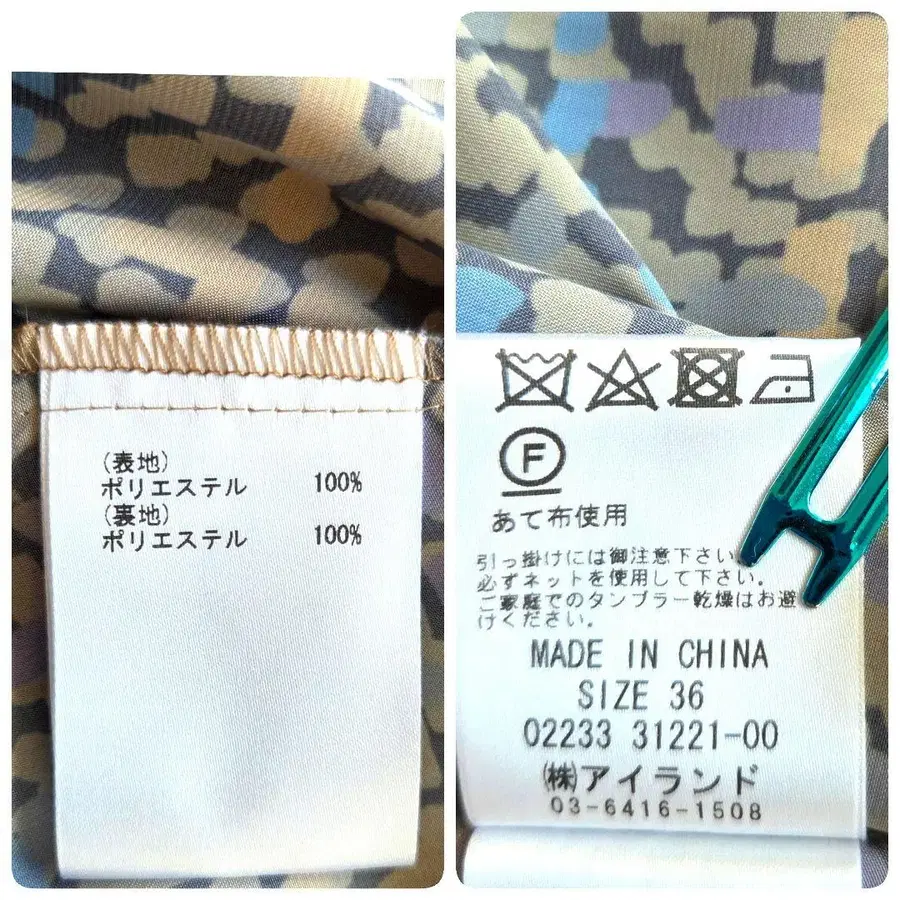 (表地)
ポリエステル 100%
(裏地)
ポリエステル 100%
F
あて布使用
引っ掛けには御注意下さい
必ずネットを使用して下さい。
ご家庭でのタンブラー乾燥はお避
けください。
MADE IN CHINA
SIZE 36
02233 31221-00
㈱アイランド
03-6416-1508